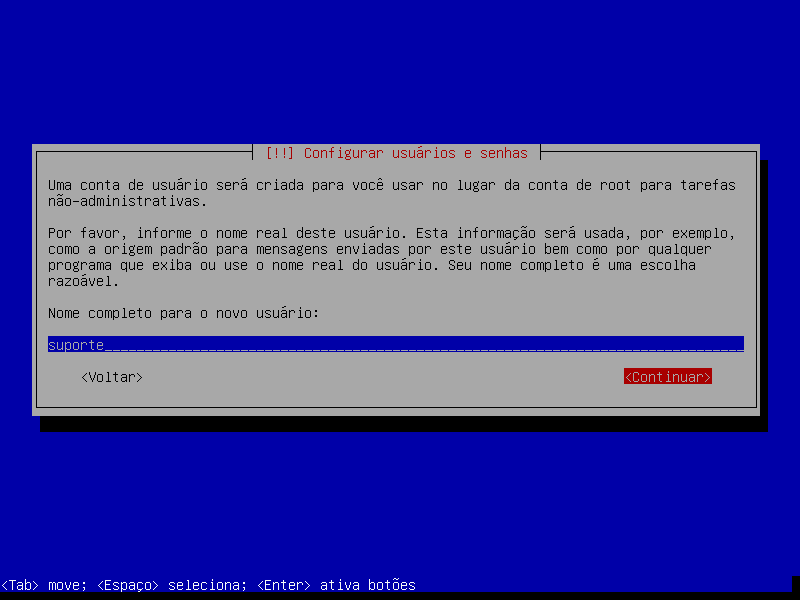 [!!] Configurar usuários e senhas
Uma conta de usuário será criada para você usar no lugar da conta de root para tarefas
não-administrativas.
Por favor, informe o nome real deste usuário. Esta informação será usada, por exemplo,
como a origem padrão para mensagens enviadas por este usuário bem como por qualquer
programa que exiba ou use o nome real do usuário. Seu nome completo é uma escolha
razoável.
Nome completo para o novo usuário:
suporte
<Voltar> <Continuar>
<Tab> move; <Espaço> seleciona; <Enter> ativa botões